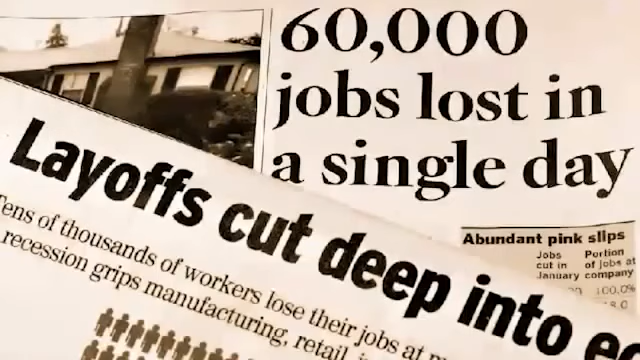 60,000
jobs lost in
a single day
Layoffs cut deep into
Tens of thousands of workers lose their jobs at
recession grips manufacturing, retail,
Abundant pink slips
Jobs Portion
cut in of jobs at
January company
100.0%